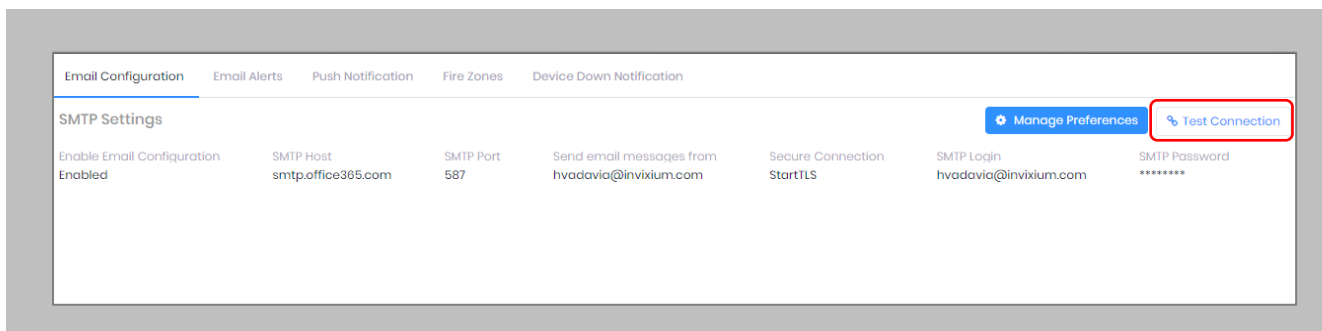 Email Configuration Email Alerts Push Notification Fire Zones Device Down Notification
SMTP Settings Manage Preferences Test Connection
Enable Email Configuration SMTP Host SMTP Port Send email messages from Secure Connection SMTP Login SMTP Password
Enabled smtp.office365.com 587 hvadavia@invixium.com StartTLS hvadavia@invixium.com ********